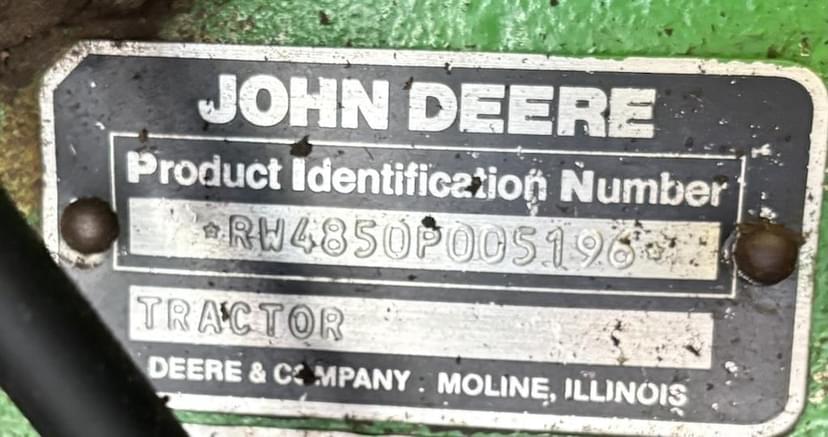 JOHN DEERE
Product Identification Number
*RW4850P005196*
TRACTOR
DEERE & COMPANY . MOLINE, ILLINOIS